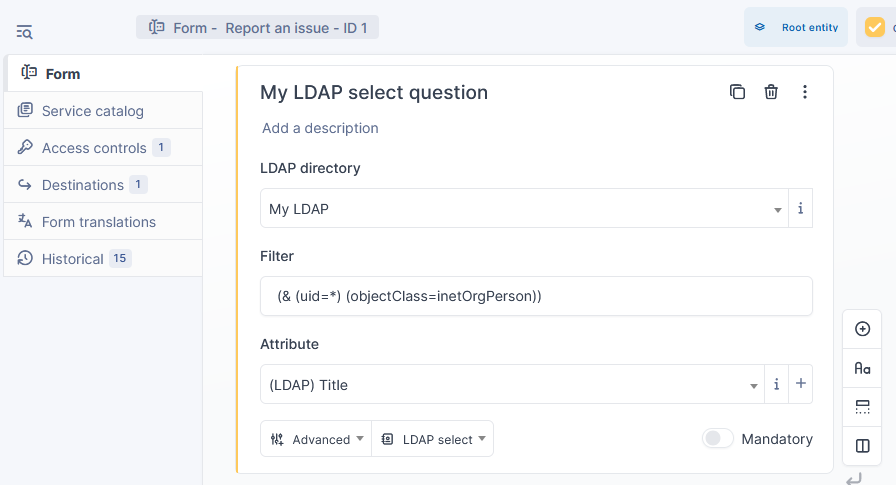 Form - Report an issue - ID 1
Root entity
Form
Service catalog
Access controls 1
Destinations 1
Form translations
Historical 15
My LDAP select question
Add a description
LDAP directory
My LDAP
i
Filter
(& (uid=*) (objectClass=inetOrgPerson))
Attribute
(LDAP) Title
i +
Advanced
LDAP select
Mandatory
Aa